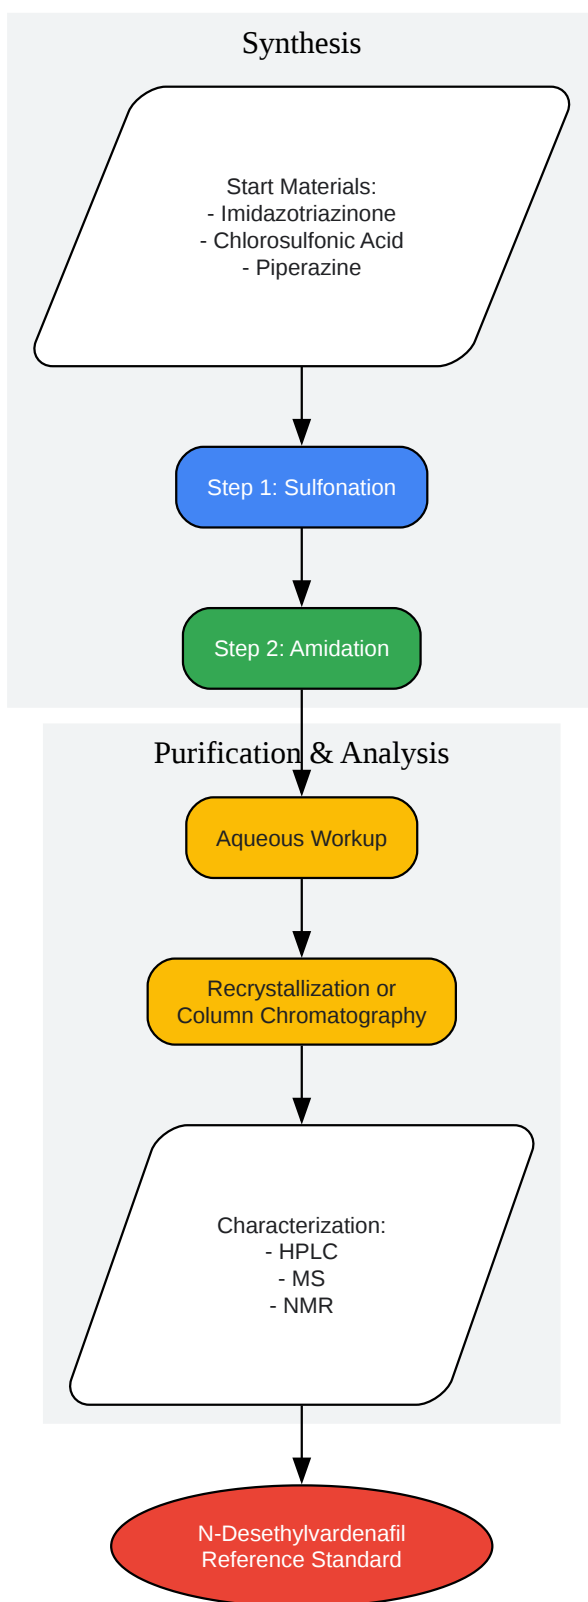 Synthesis
Start Materials:
- Imidazotriazinone
- Chlorosulfonic Acid
- Piperazine
Step 1: Sulfonation
Step 2: Amidation
Purification & Analysis
Aqueous Workup
Recrystallization or
Column Chromatography
Characterization:
- HPLC
- MS
- NMR
N-Desethylvardenafil
Reference Standard